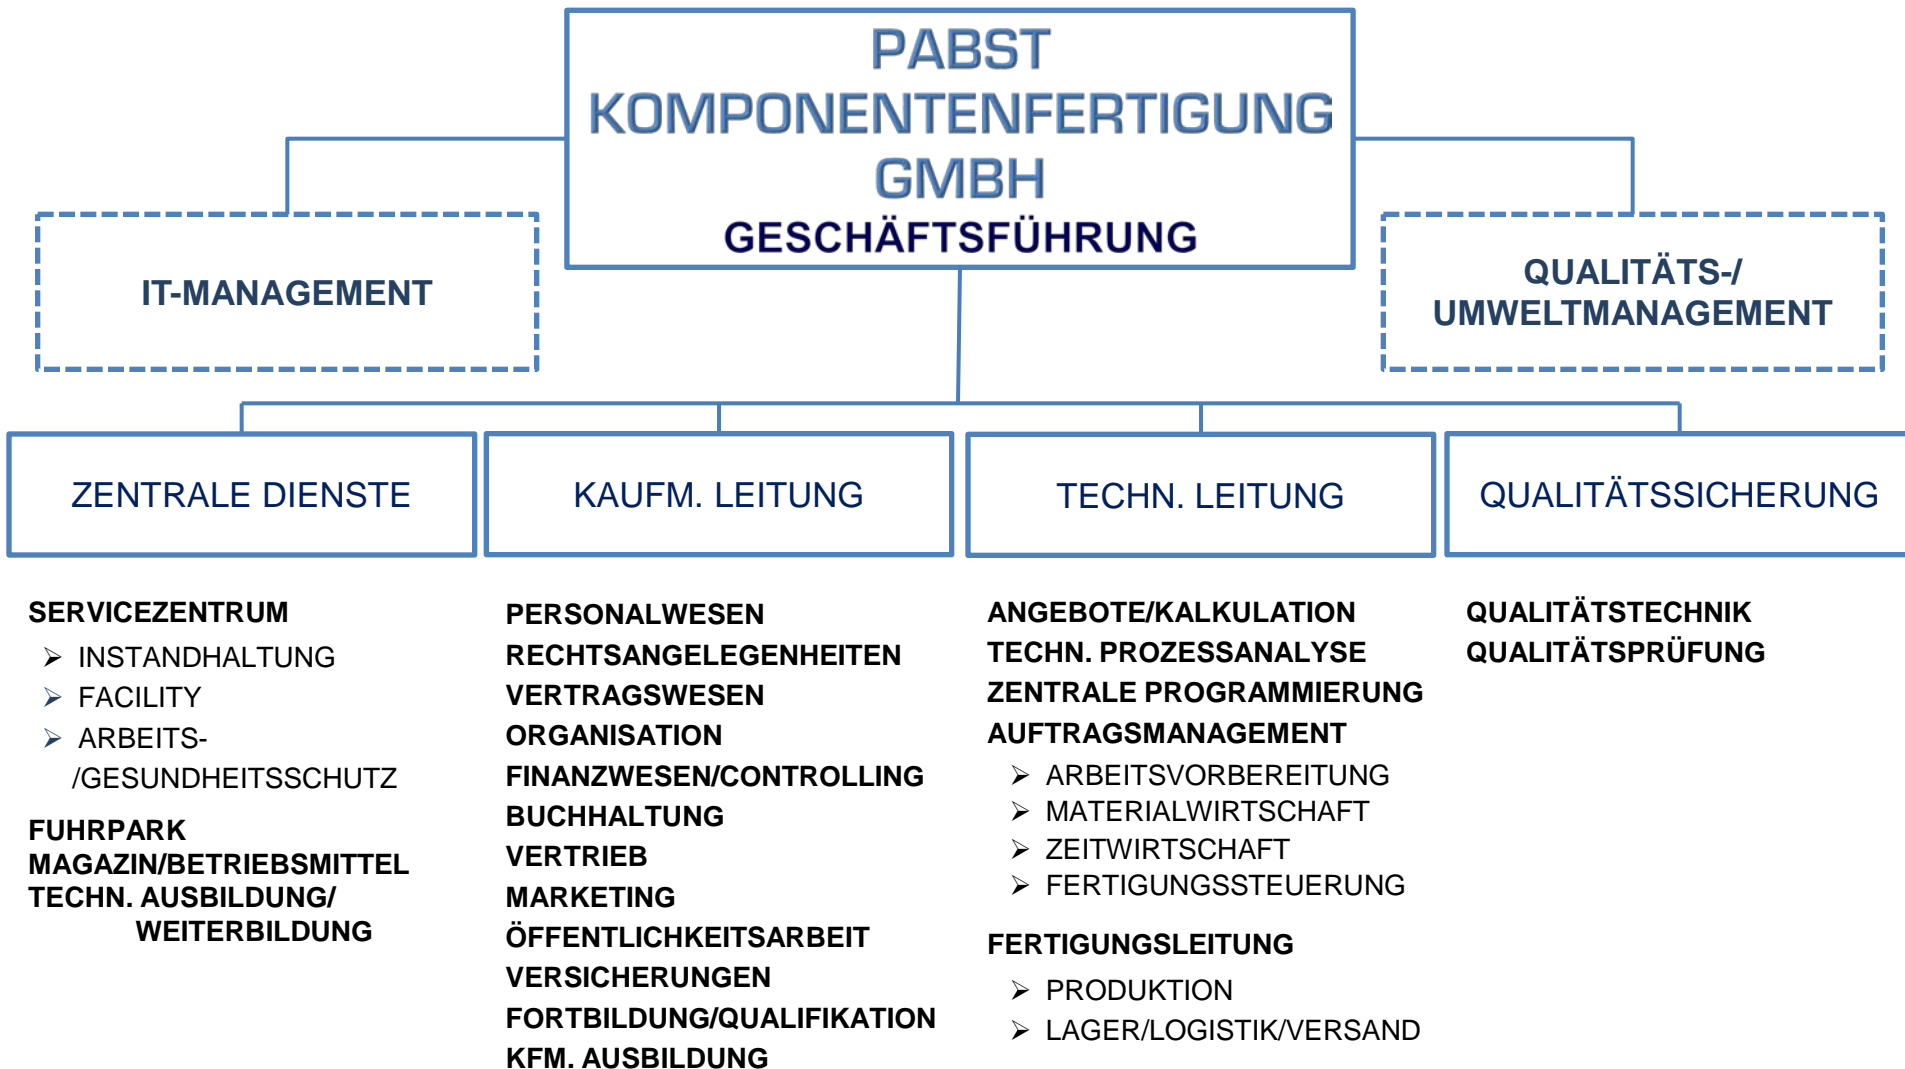 PABST
KOMPONENTENFERTIGUNG
GMBH
GESCHÄFTSFÜHRUNG
IT-MANAGEMENT
QUALITÄTS-/
UMWELTMANAGEMENT
ZENTRALE DIENSTE
KAUFM. LEITUNG
TECHN. LEITUNG
QUALITÄTSSICHERUNG
SERVICEZENTRUM
➢ INSTANDHALTUNG
➢ FACILITY
➢ ARBEITS-
/GESUNDHEITSSCHUTZ
FUHRPARK
MAGAZIN/BETRIEBSMITTEL
TECHN. AUSBILDUNG/
WEITERBILDUNG
PERSONALWESEN
RECHTSANGELEGENHEITEN
VERTRAGSWESEN
ORGANISATION
FINANZWESEN/CONTROLLING
BUCHHALTUNG
VERTRIEB
MARKETING
ÖFFENTLICHKEITSARBEIT
VERSICHERUNGEN
FORTBILDUNG/QUALIFIKATION
KFM. AUSBILDUNG
ANGEBOTE/KALKULATION
TECHN. PROZESSANALYSE
ZENTRALE PROGRAMMIERUNG
AUFTRAGSMANAGEMENT
➢ ARBEITSVORBEREITUNG
➢ MATERIALWIRTSCHAFT
➢ ZEITWIRTSCHAFT
➢ FERTIGUNGSSTEUERUNG
FERTIGUNGSLEITUNG
➢ PRODUKTION
➢ LAGER/LOGISTIK/VERSAND
QUALITÄTSTECHNIK
QUALITÄTSPRÜFUNG